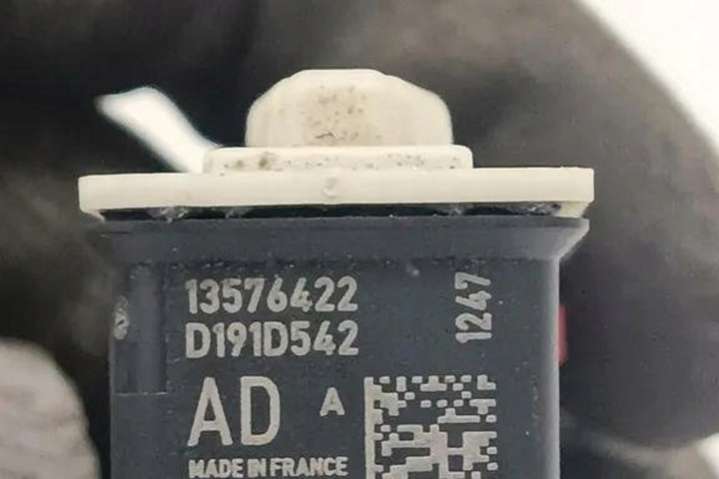 13576422
D191D542
1247
AD A
MADE IN FRANCE